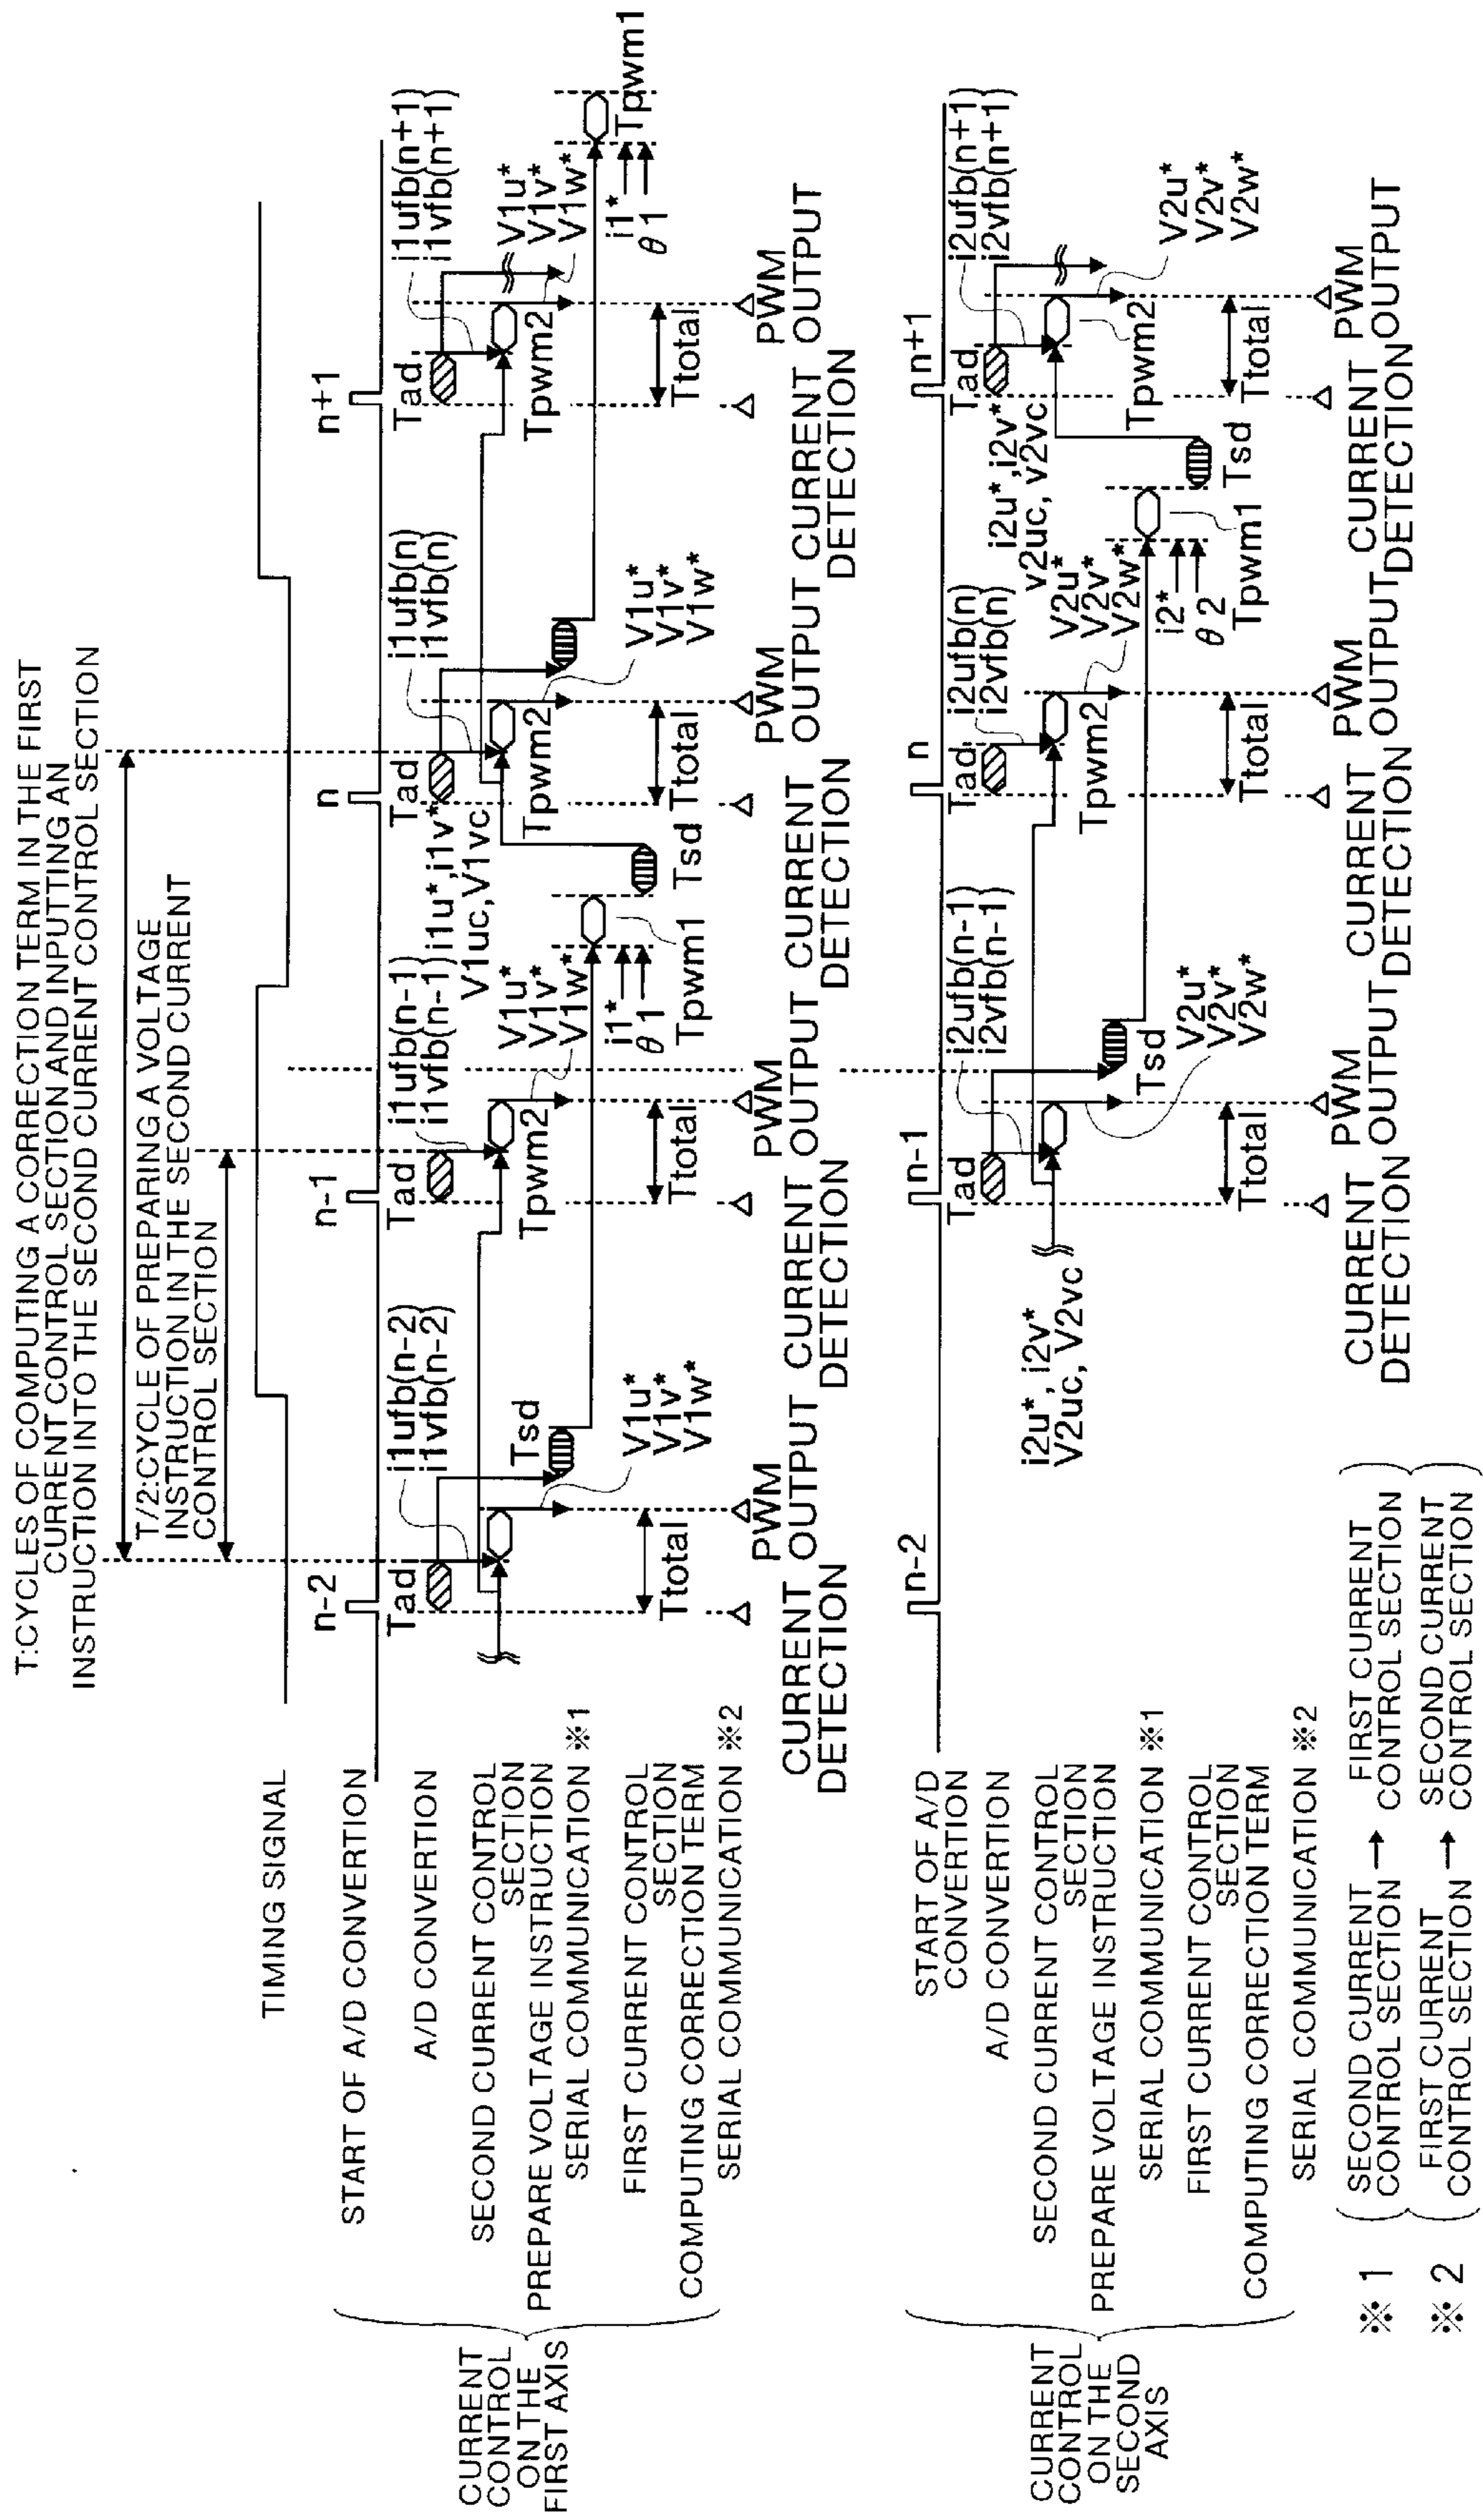 T:CYCLES OF COMPUTING A CORRECTION TERM IN THE FIRST
CURRENT CONTROL SECTION AND INPUTTING AN
INSTRUCTION INTO THE SECOND CURRENT CONTROL SECTION
T/2:CYCLE OF PREPARING A VOLTAGE
INSTRUCTION IN THE SECOND CURRENT
CONTROL SECTION
TIMING SIGNAL
CURRENT
CONTROL
ON THE
FIRST AXIS
START OF A/D CONVERTION
n-2
n-1
n
n+1
A/D CONVERTION
Tad
i1ufb(n-2)
i1vfb(n-2)
Tad
i1ufb(n-1)
i1vfb(n-1)
i1u*,i1v*
V1uc,V1vc
Tad
i1ufb(n)
i1vfb(n)
Tad
i1ufb(n+1)
i1vfb(n+1)
SECOND CURRENT CONTROL
SECTION
PREPARE VOLTAGE INSTRUCTION
Tsd
Tpwm2
V1u*
V1v*
V1w*
Tpwm2
Tpwm2
V1u*
V1v*
V1w*
SERIAL COMMUNICATION ※1
FIRST CURRENT CONTROL
SECTION
COMPUTING CORRECTION TERM
V1u*
V1v*
V1w*
i1*
θ1
Tpwm1
Tsd
V1u*
V1v*
V1w*
i1*
θ1
Tpwm1
SERIAL COMMUNICATION ※2
Ttotal
Ttotal
Ttotal
Ttotal
CURRENT
DETECTION
PWM
OUTPUT
CURRENT
DETECTION
PWM
OUTPUT
CURRENT
DETECTION
PWM
OUTPUT
CURRENT
DETECTION
PWM
OUTPUT
CURRENT
CONTROL
ON THE
SECOND
AXIS
START OF A/D
CONVERTION
n-2
n-1
n
n+1
A/D CONVERTION
Tad
i2ufb(n-1)
i2vfb(n-1)
Tad
i2ufb(n)
i2vfb(n)
i2u*,i2v*
v2uc, v2vc
Tad
i2ufb(n+1)
i2vfb(n+1)
SECOND CURRENT CONTROL
SECTION
PREPARE VOLTAGE INSTRUCTION
i2u*, i2v*
V2uc, V2vc
Tpwm2
V2u*
V2v*
V2w*
Tpwm2
SERIAL COMMUNICATION ※1
Tsd
V2u*
V2v*
V2w*
V2u*
V2v*
V2w*
FIRST CURRENT CONTROL
SECTION
COMPUTING CORRECTION TERM
i2*
θ2
Tpwm1
Tsd
SERIAL COMMUNICATION ※2
Ttotal
Ttotal
Ttotal
CURRENT
DETECTION
PWM
OUTPUT
CURRENT
DETECTION
PWM
OUTPUT
CURRENT
DETECTION
PWM
OUTPUT
※ 1
SECOND CURRENT
CONTROL SECTION
→
FIRST CURRENT
CONTROL SECTION
※ 2
FIRST CURRENT
CONTROL SECTION
→
SECOND CURRENT
CONTROL SECTION